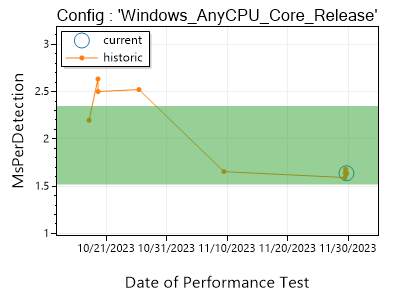 Config : 'Windows_AnyCPU_Core_Release'
current
historic
MsPerDetection
3
2.5
2
1.5
1
10/21/2023 10/31/2023 11/10/2023 11/20/2023 11/30/2023
Date of Performance Test